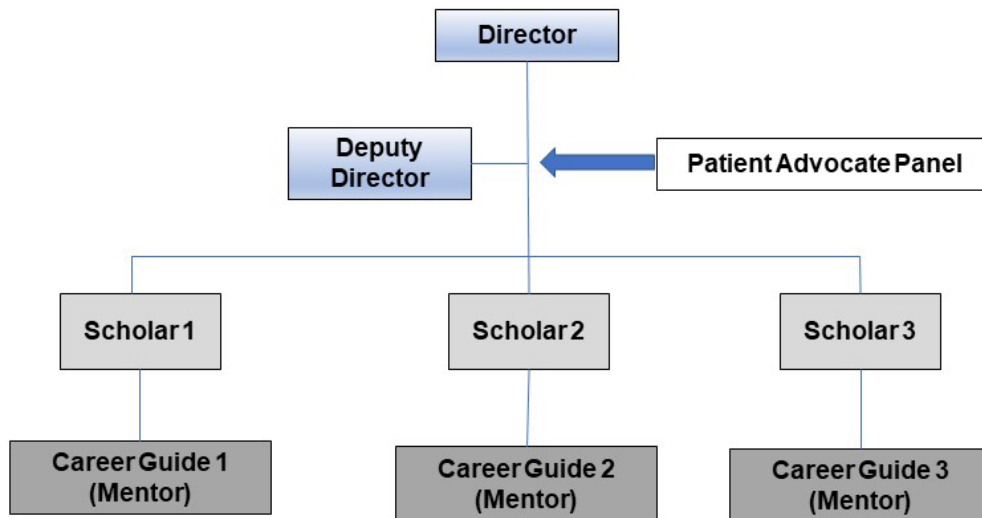 Director
Deputy
Director
Patient Advocate Panel
Scholar 1
Scholar 2
Scholar 3
Career Guide 1
(Mentor)
Career Guide 2
(Mentor)
Career Guide 3
(Mentor)